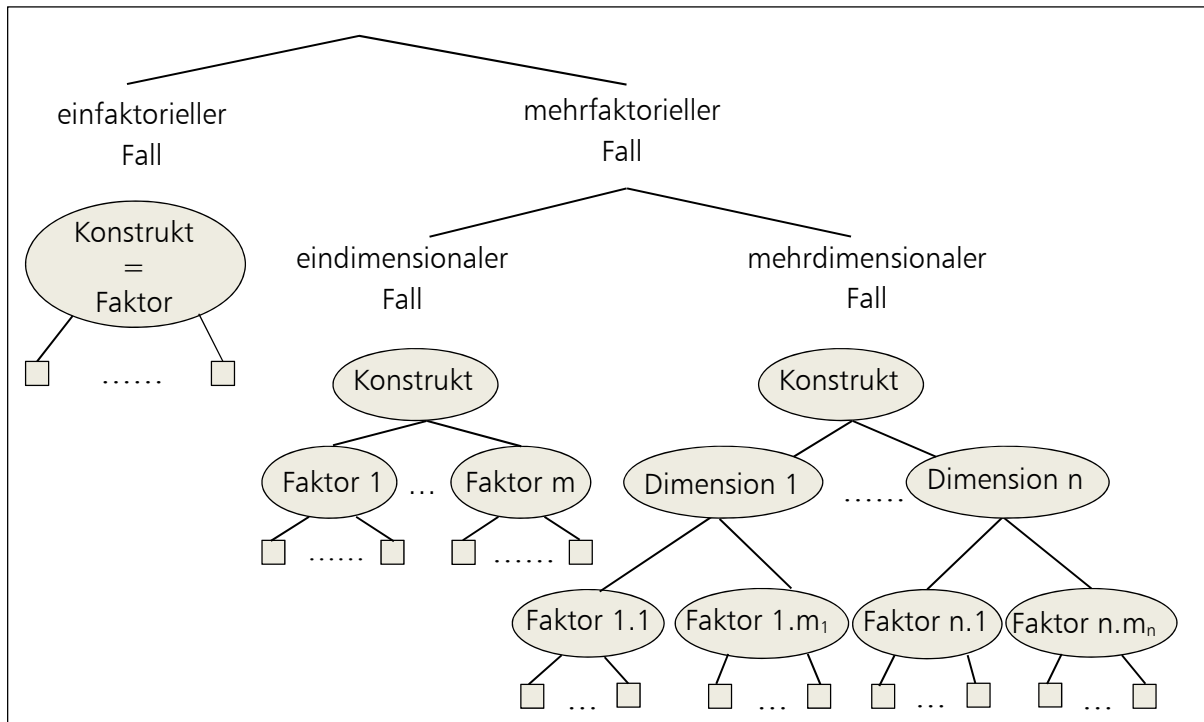 einfaktorieller
Fall
mehrfaktorieller
Fall
Konstrukt
=
Faktor
……
eindimensionaler
Fall
mehrdimensionaler
Fall
Konstrukt
Konstrukt
Faktor 1
…
Faktor m
Dimension 1
……
Dimension n
……
……
Faktor 1.1
Faktor 1.m₁
Faktor n.1
Faktor n.mₙ
…
…
…
…